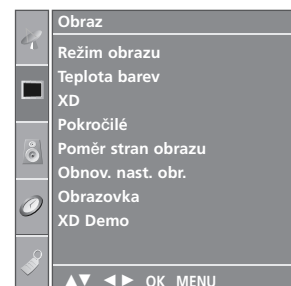 Obraz
Režim obrazu
Teplota barev
XD
Pokročilé
Poměr stran obrazu
Obnov. nast. obr.
Obrazovka
XD Demo
▲▼ ◄► OK MENU